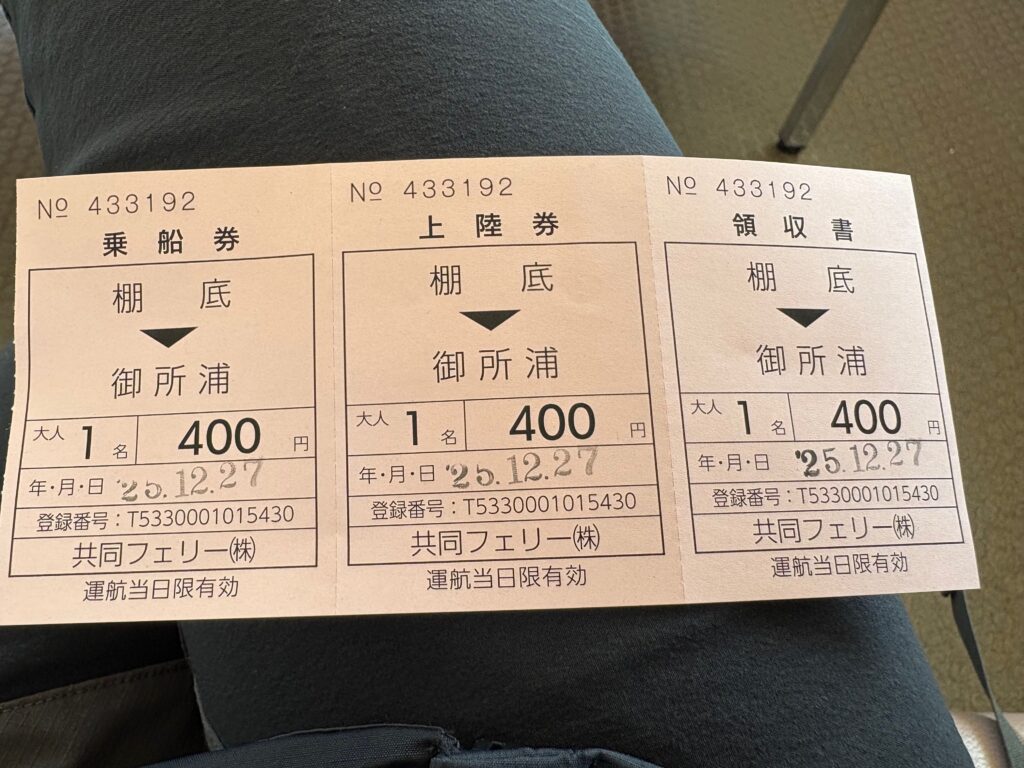 № 433192
乗船券
棚底
▼
御所浦
大人 1 名 400 円
年・月・日 '25.12.27
登録番号:T5330001015430
共同フェリー㈱
運航当日限有効
№ 433192
上陸券
棚底
▼
御所浦
大人 1 名 400 円
年・月・日 '25.12.27
登録番号:T5330001015430
共同フェリー㈱
運航当日限有効
№ 433192
領収書
棚底
▼
御所浦
大人 1 名 400 円
年・月・日 '25.12.27
登録番号:T5330001015430
共同フェリー㈱
運航当日限有効